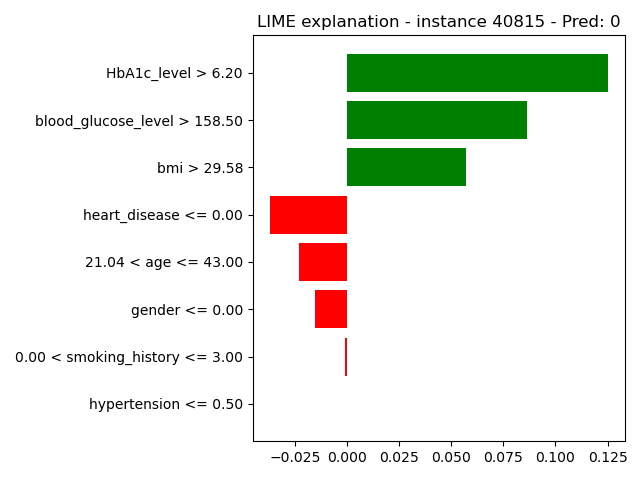 LIME explanation - instance 40815 - Pred: 0
HbA1c_level > 6.20
blood_glucose_level > 158.50
bmi > 29.58
heart_disease <= 0.00
21.04 < age <= 43.00
gender <= 0.00
0.00 < smoking_history <= 3.00
hypertension <= 0.50
−0.025 0.000 0.025 0.050 0.075 0.100 0.125